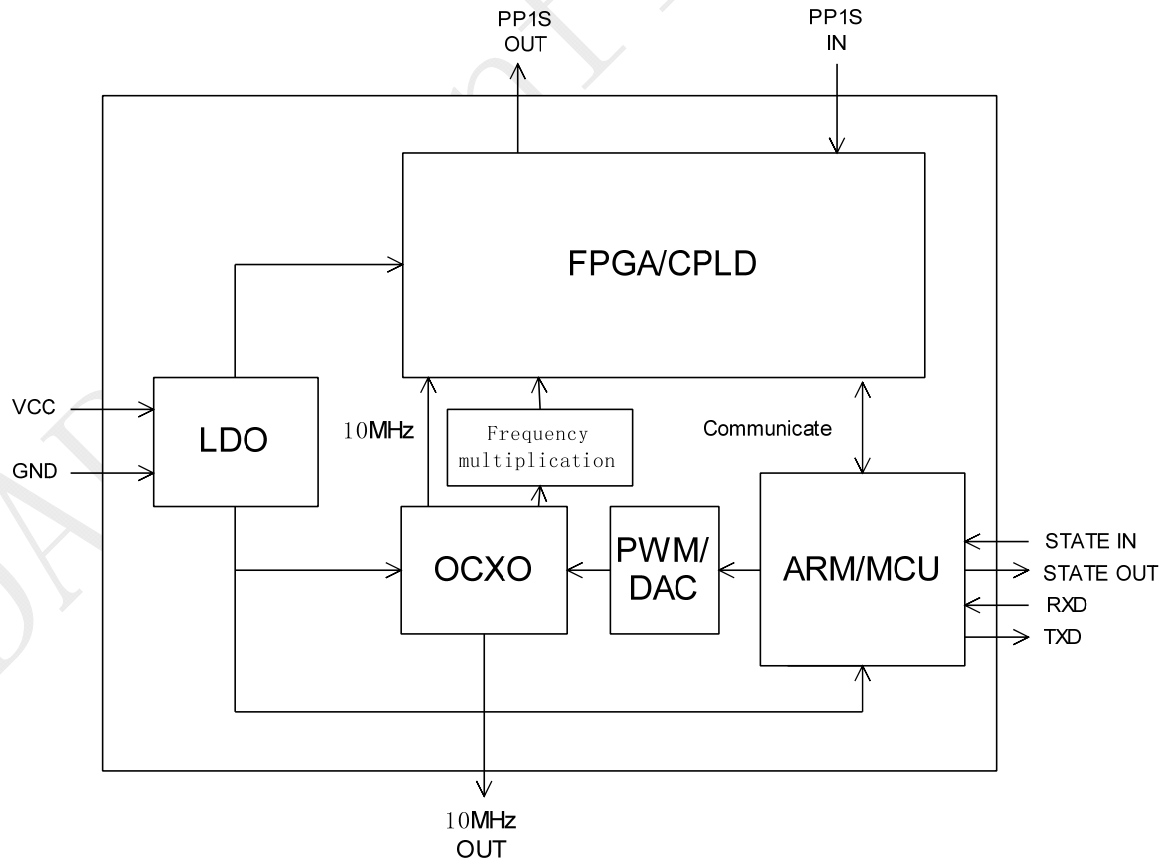 PP1S
OUT
PP1S
IN
FPGA/CPLD
VCC
GND
LDO
10MHz
Frequency
multiplication
Communicate
OCXO
PWM/
DAC
ARM/MCU
STATE IN
STATE OUT
RXD
TXD
10MHz
OUT